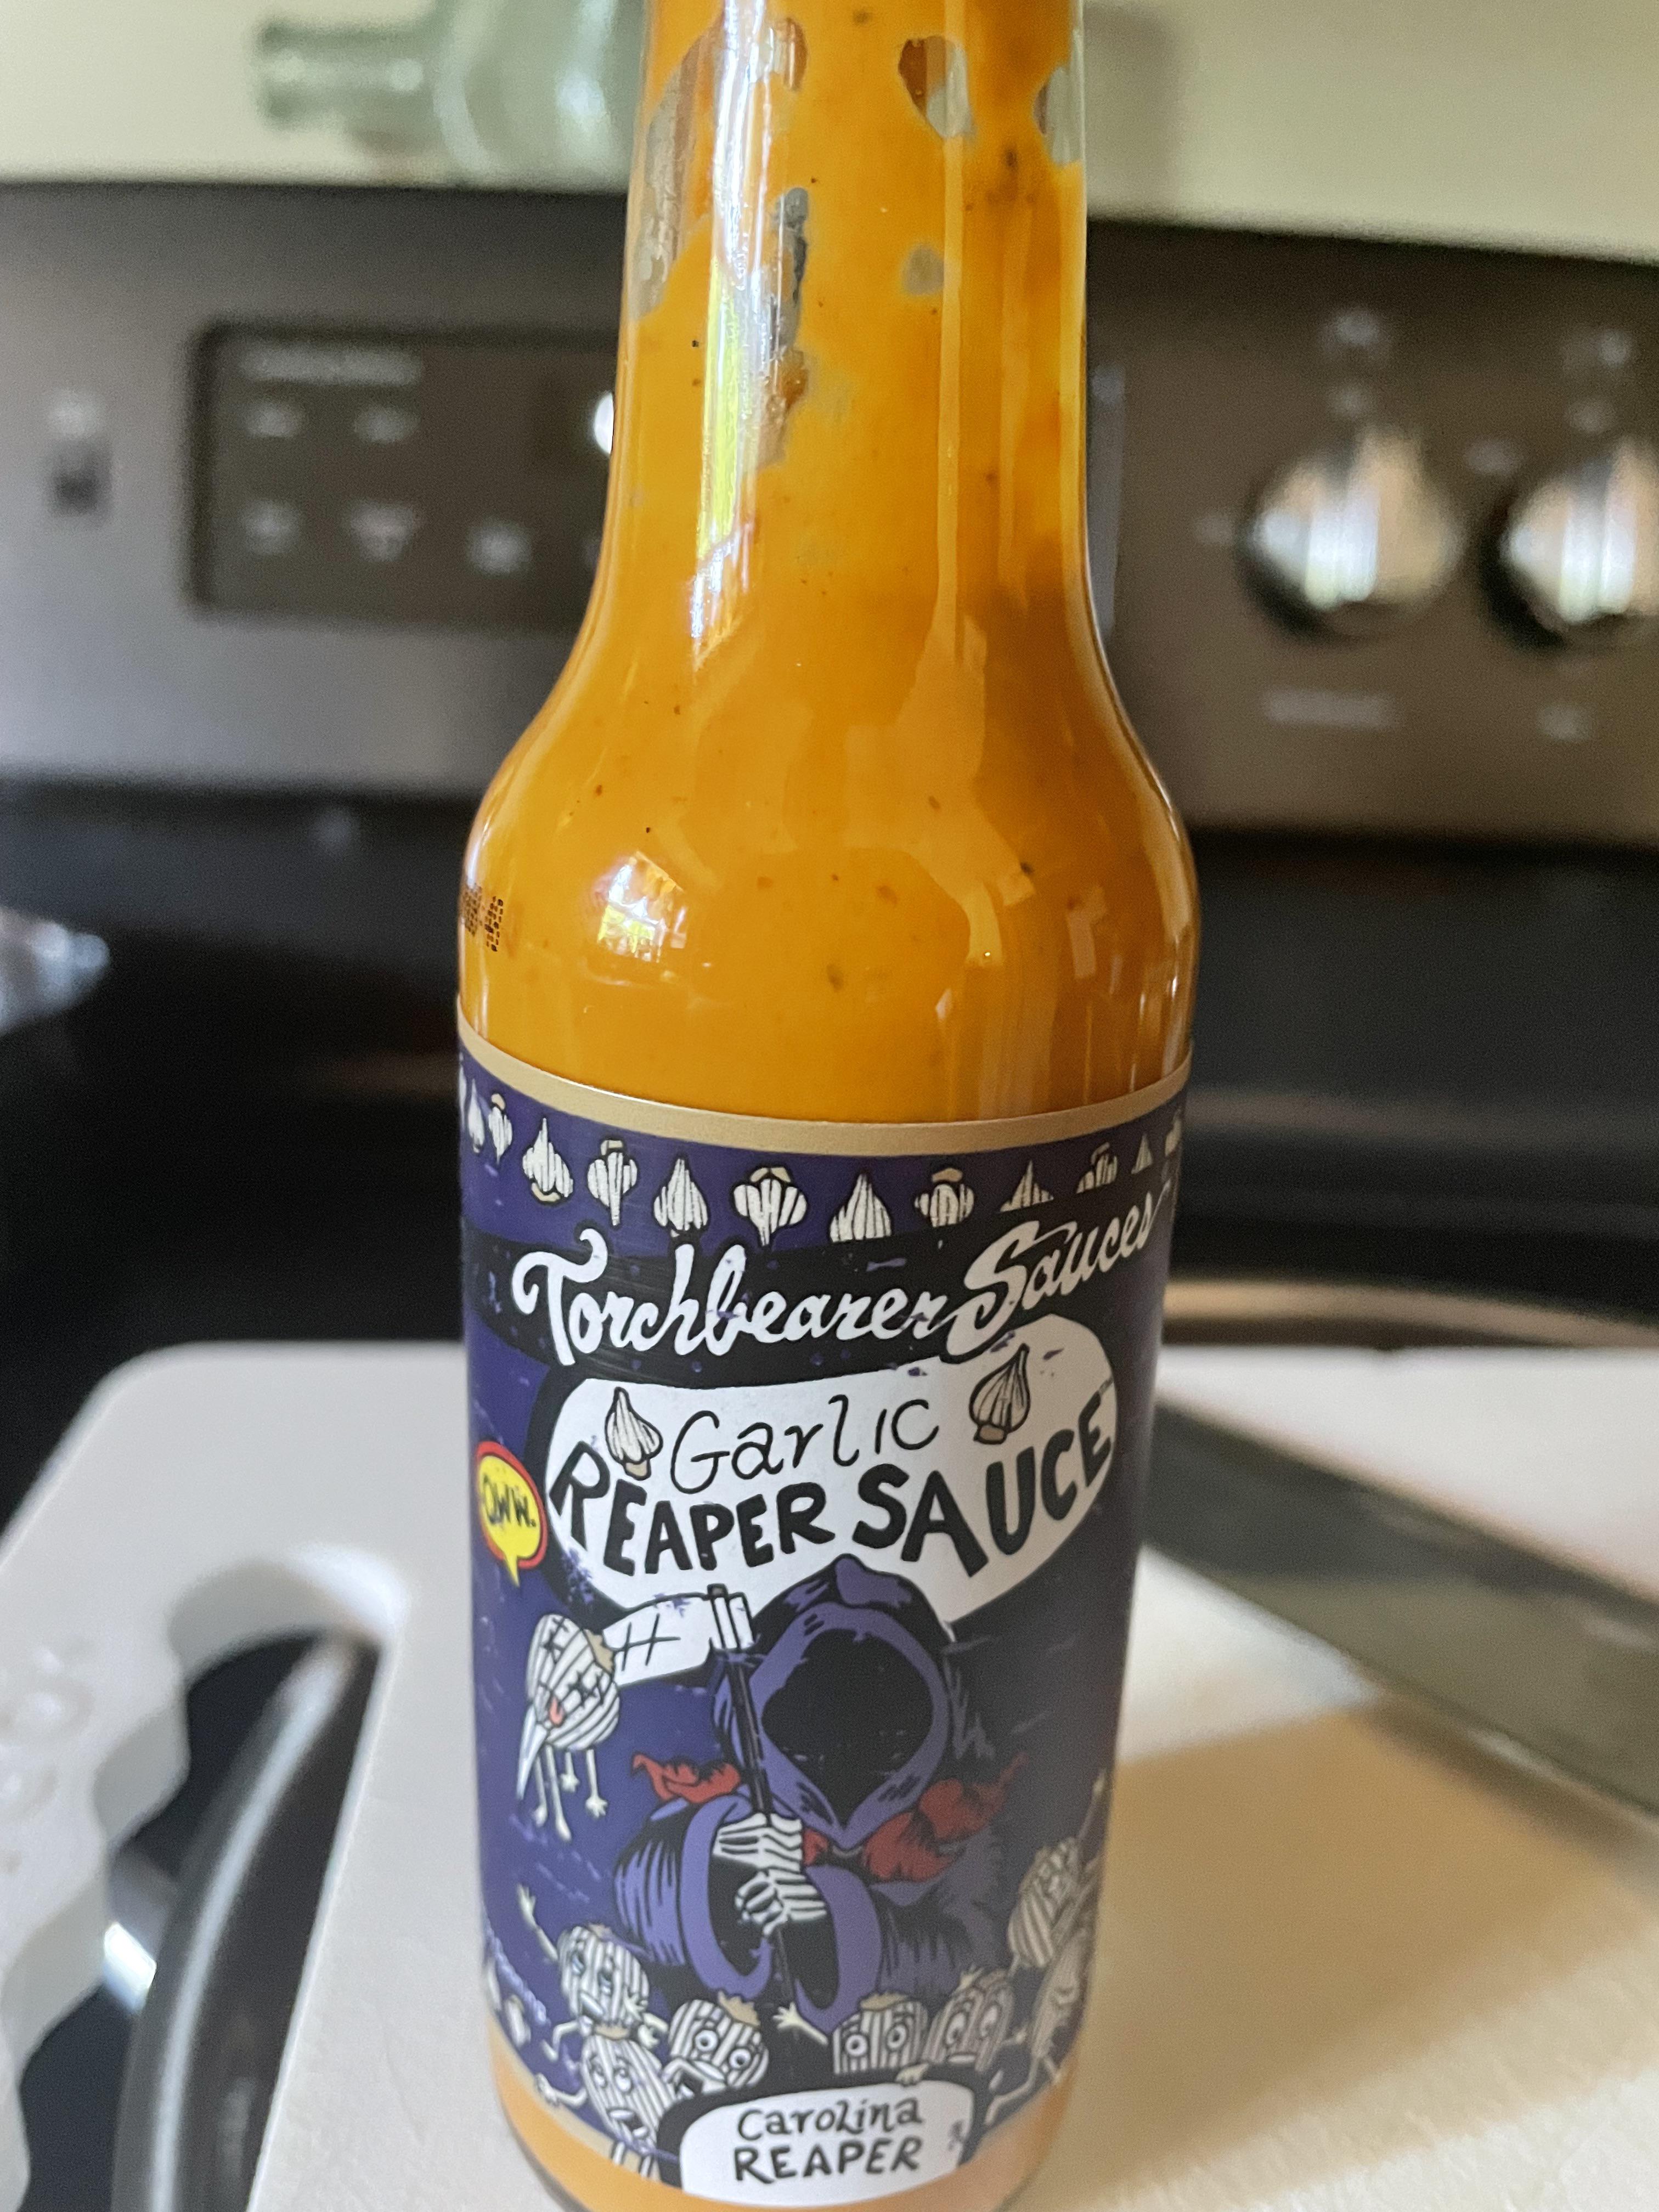 Torchbearer Sauces
Garlic
REAPER SAUCE
OWW.
Carolina
REAPER